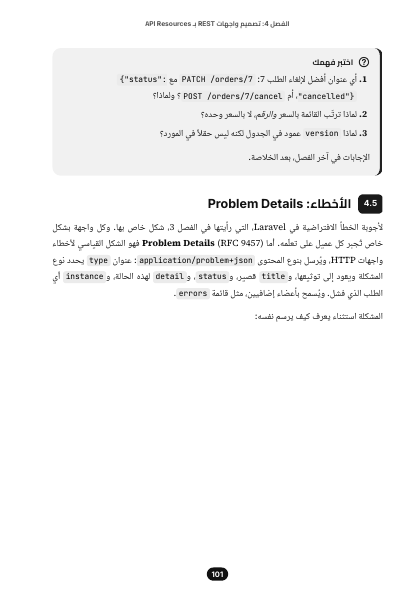 الفصل 4: تصميم واجهات REST بـ API Resources
اختبر فهمك
1. أي عنوان أفضل لإلغاء الطلب 7: PATCH /orders/7 مع {"status":
"cancelled"}، أم POST /orders/7/cancel ؟ ولماذا؟
2. لماذا ترتّب القائمة بالسعر والرقم، لا بالسعر وحده؟
3. لماذا version عمود في الجدول لكنه ليس حقلًا في المورد؟
الإجابات في آخر الفصل، بعد الخلاصة.
4.5 الأخطاء: Problem Details
لأجوبة الخطأ الافتراضية في Laravel، التي رأيتها في الفصل 3، شكل خاص بها. وكل واجهة بشكل
خاص تُجبر كل عميل على تعلّمه. أما Problem Details (RFC 9457) فهو الشكل القياسي لأخطاء
واجهات HTTP، ويُرسل بنوع المحتوى application/problem+json: عنوان type يحدد نوع
المشكلة ويعود إلى توثيقها، و title قصير، و status، و detail لهذه الحالة، و instance أي
الطلب الذي فشل. ويُسمح بأعضاء إضافيين، مثل قائمة errors.
المشكلة استثناء يعرف كيف يرسم نفسه:
101